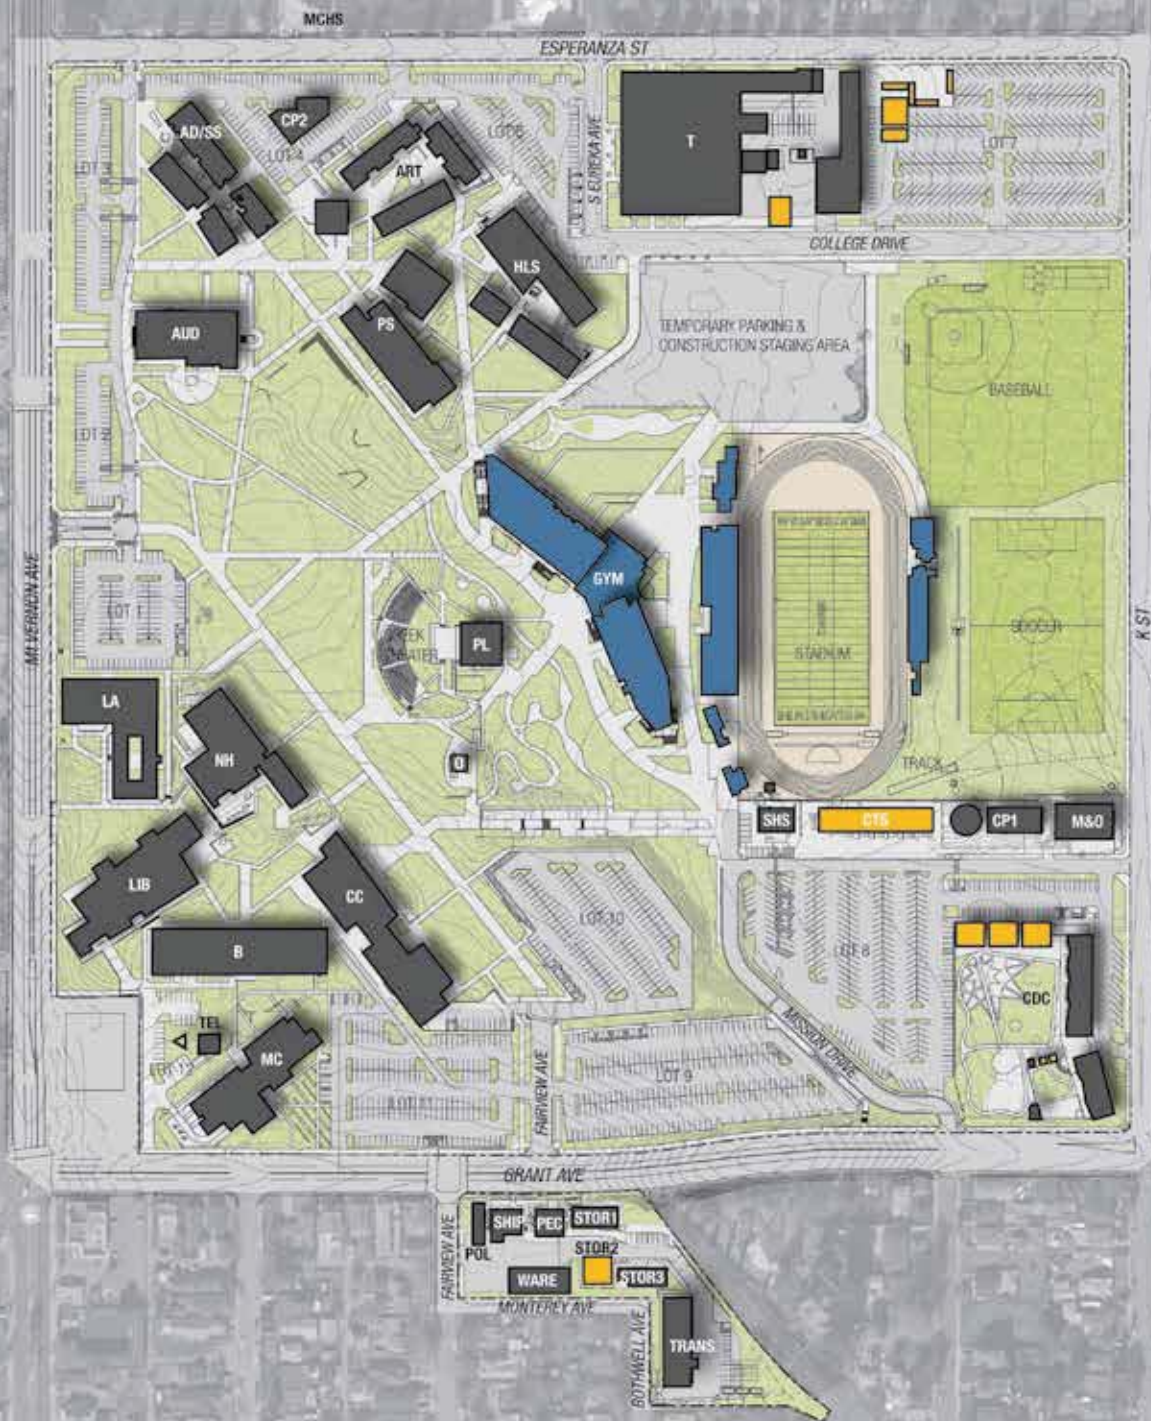 MCHS
ESPERANZA ST
AD/SS
CP2
LOT 4
LOT 3
ART
S EUREKA AVE
T
LOT 7
COLLEGE DRIVE
HLS
PS
AUD
TEMPORARY PARKING &
CONSTRUCTION STAGING AREA
BASEBALL
LOT 2
MT VERNON AVE
LOT 1
GYM
PL
STADIUM
SOCCER
K ST
LA
NH
O
TRACK
SHS
CTS
CP1
M&O
LIB
CC
B
LOT 10
LOT 8
CDC
TEL
MC
MISSION DRIVE
LOT 9
LOT 11
FAIRVIEW AVE
GRANT AVE
FAIRVIEW AVE
POL
SHIP
PEC
STOR1
STOR2
WARE
STOR3
MONTEREY AVE
BOTHWELL AVE
TRANS